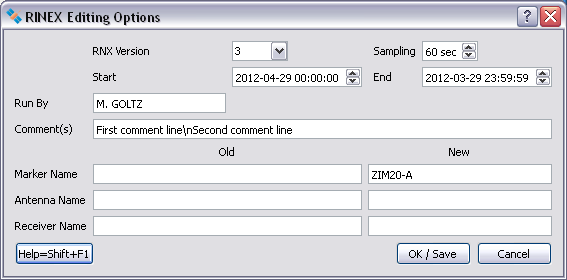 RINEX Editing Options
RNX Version 3 Sampling 60 sec
Start 2012-04-29 00:00:00 End 2012-03-29 23:59:59
Run By M. GOLTZ
Comment(s) First comment line\nSecond comment line
Old New
Marker Name ZIM20-A
Antenna Name
Receiver Name
Help=Shift+F1 OK / Save Cancel